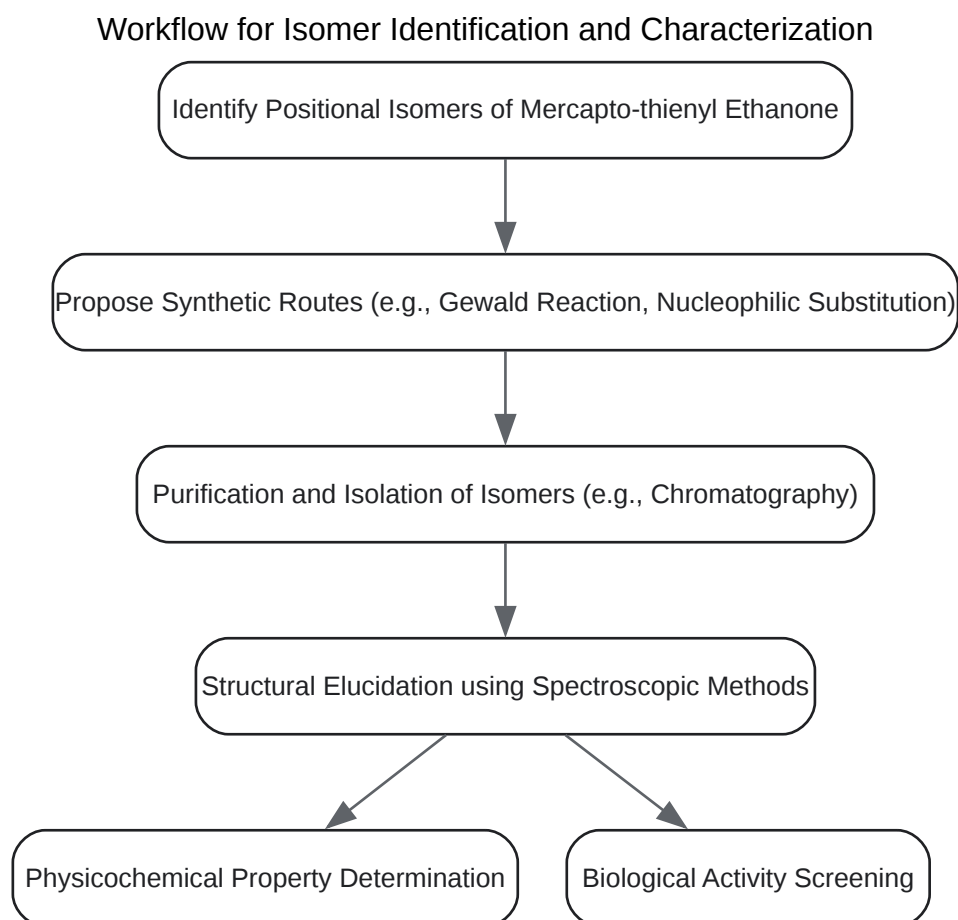 Workflow for Isomer Identification and Characterization
Identify Positional Isomers of Mercapto-thienyl Ethanone
Propose Synthetic Routes (e.g., Gewald Reaction, Nucleophilic Substitution)
Purification and Isolation of Isomers (e.g., Chromatography)
Structural Elucidation using Spectroscopic Methods
Physicochemical Property Determination
Biological Activity Screening